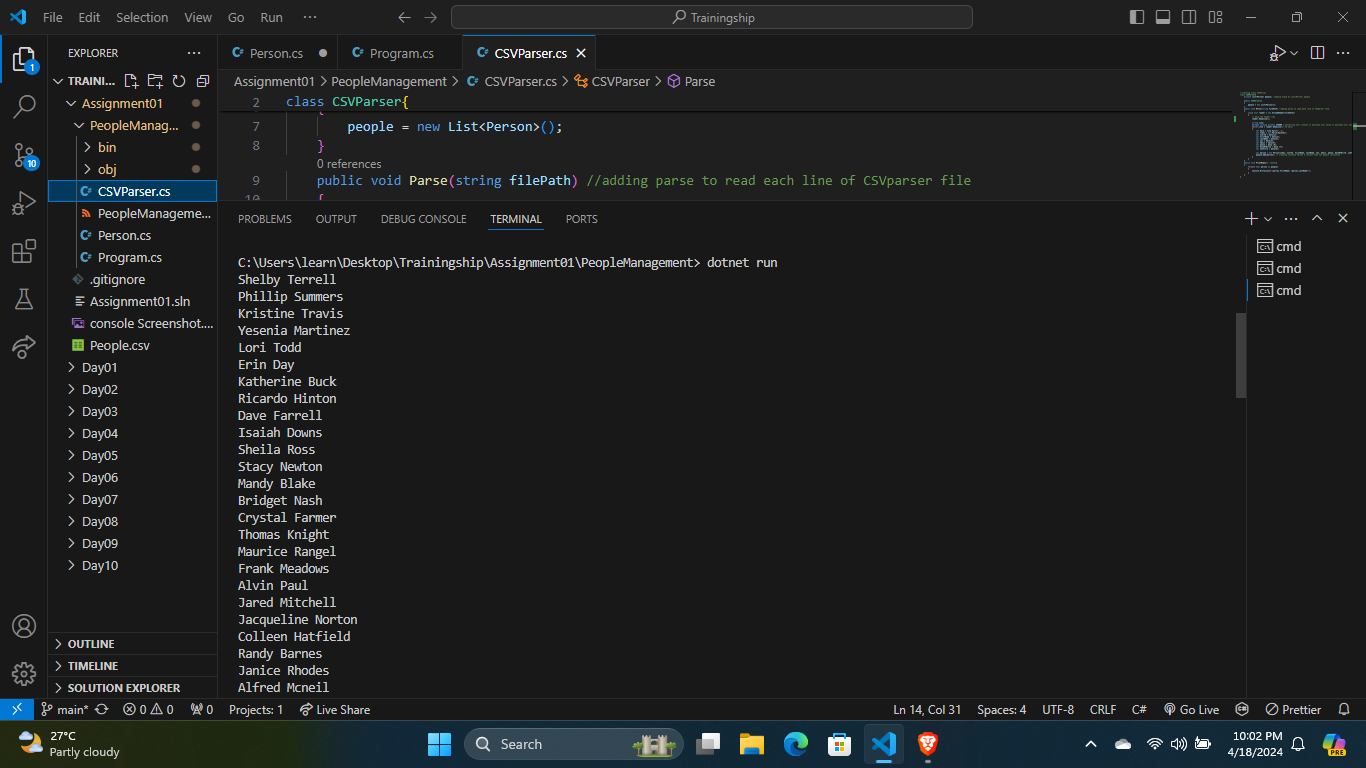 File Edit Selection View Go Run ··· Trainingship
EXPLORER ···
TRAINI...
Assignment01
PeopleManag...
bin
obj
CSVParser.cs
PeopleManageme...
Person.cs
Program.cs
.gitignore
Assignment01.sln
console Screenshot....
People.csv
Day01
Day02
Day03
Day04
Day05
Day06
Day07
Day08
Day09
Day10
OUTLINE
TIMELINE
SOLUTION EXPLORER
1
10
Person.cs Program.cs CSVParser.cs
Assignment01 > PeopleManagement > CSVParser.cs > CSVParser > Parse
2 class CSVParser{
7 people = new List<Person>();
8 }
0 references
9 public void Parse(string filePath) //adding parse to read each line of CSVparser file
10 {
PROBLEMS OUTPUT DEBUG CONSOLE TERMINAL PORTS
C:\Users\learn\Desktop\Trainingship\Assignment01\PeopleManagement> dotnet run
Shelby Terrell
Phillip Summers
Kristine Travis
Yesenia Martinez
Lori Todd
Erin Day
Katherine Buck
Ricardo Hinton
Dave Farrell
Isaiah Downs
Sheila Ross
Stacy Newton
Mandy Blake
Bridget Nash
Crystal Farmer
Thomas Knight
Maurice Rangel
Frank Meadows
Alvin Paul
Jared Mitchell
Jacqueline Norton
Colleen Hatfield
Randy Barnes
Janice Rhodes
Alfred Mcneil
cmd
cmd
cmd
main* 0 0 0 Projects: 1 Live Share Ln 14, Col 31 Spaces: 4 UTF-8 CRLF C# Go Live Prettier
27°C
Partly cloudy
Search
10:02 PM
4/18/2024
PRE